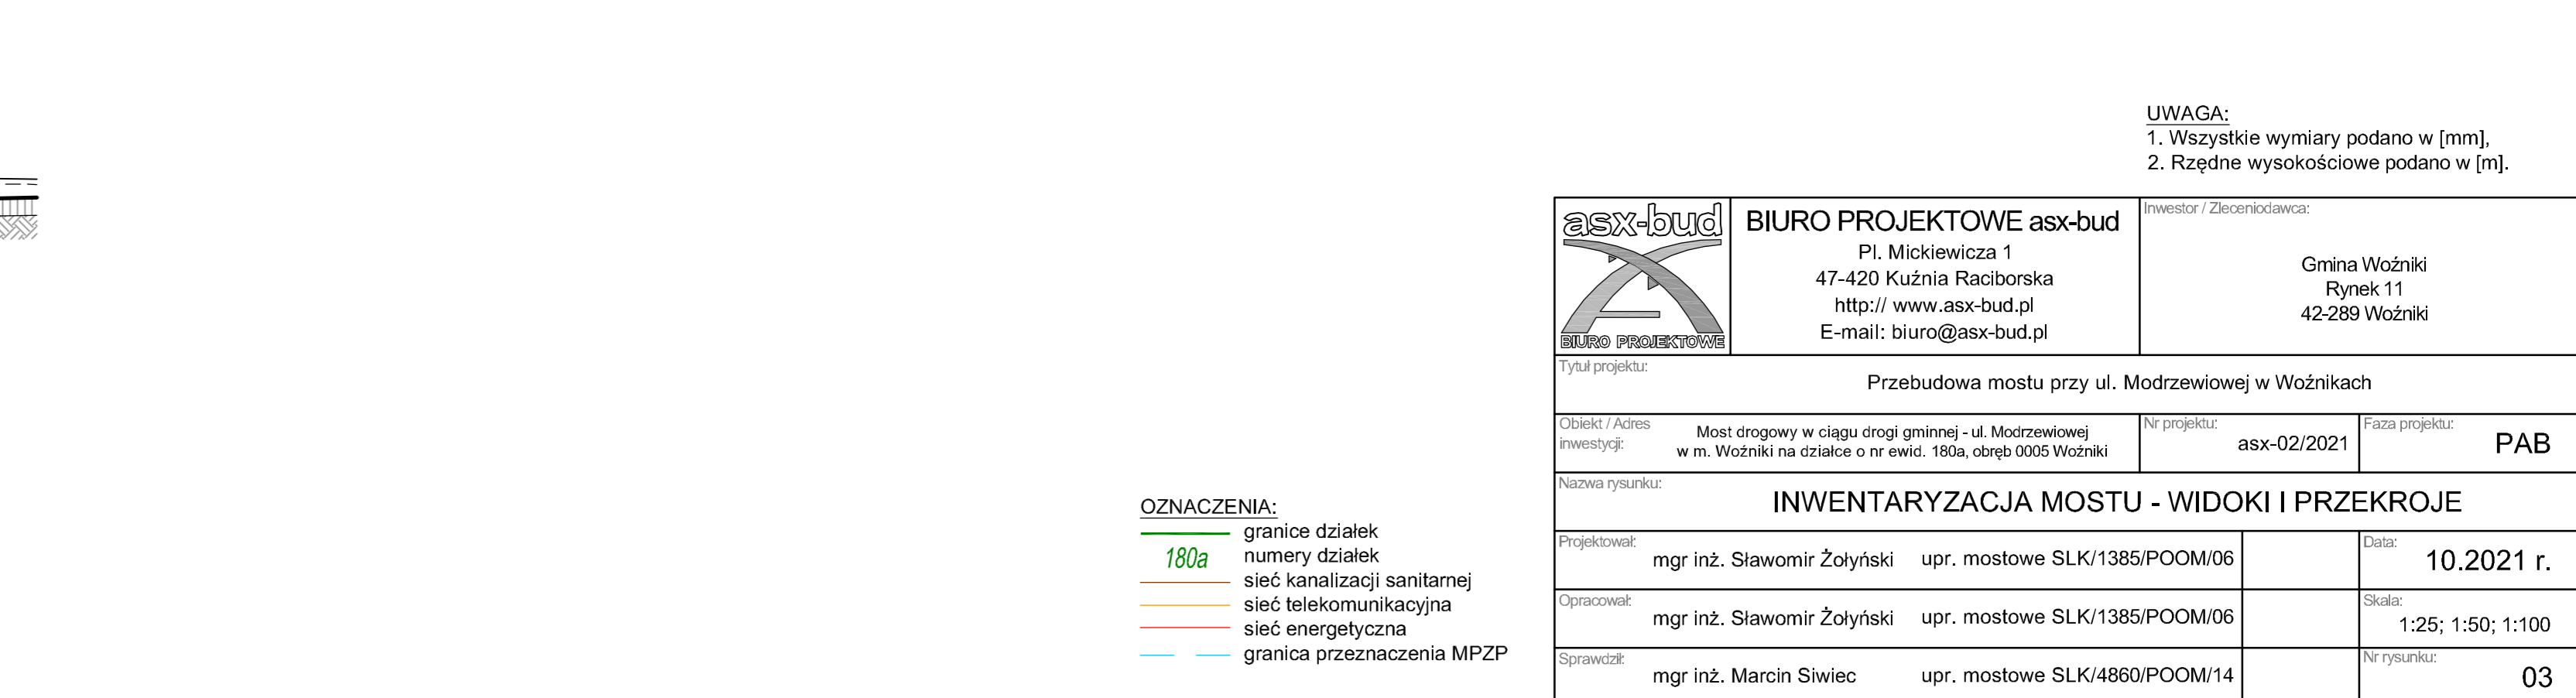 UWAGA:
1. Wszystkie wymiary podano w [mm],
2. Rzędne wysokościowe podano w [m].
asx-bud
BIURO PROJEKTOWE
BIURO PROJEKTOWE asx-bud
Pl. Mickiewicza 1
47-420 Kuźnia Raciborska
http:// www.asx-bud.pl
E-mail: biuro@asx-bud.pl
Inwestor / Zleceniodawca:
Gmina Woźniki
Rynek 11
42-289 Woźniki
Tytuł projektu:
Przebudowa mostu przy ul. Modrzewiowej w Woźnikach
Obiekt / Adres
inwestycji:
Most drogowy w ciągu drogi gminnej - ul. Modrzewiowej
w m. Woźniki na działce o nr ewid. 180a, obręb 0005 Woźniki
Nr projektu:
asx-02/2021
Faza projektu:
PAB
Nazwa rysunku:
INWENTARYZACJA MOSTU - WIDOKI I PRZEKROJE
Projektował:
mgr inż. Sławomir Żołyński upr. mostowe SLK/1385/POOM/06
Data:
10.2021 r.
Opracował:
mgr inż. Sławomir Żołyński upr. mostowe SLK/1385/POOM/06
Skala:
1:25; 1:50; 1:100
Sprawdził:
mgr inż. Marcin Siwiec upr. mostowe SLK/4860/POOM/14
Nr rysunku:
03
OZNACZENIA:
granice działek
180a numery działek
sieć kanalizacji sanitarnej
sieć telekomunikacyjna
sieć energetyczna
granica przeznaczenia MPZP